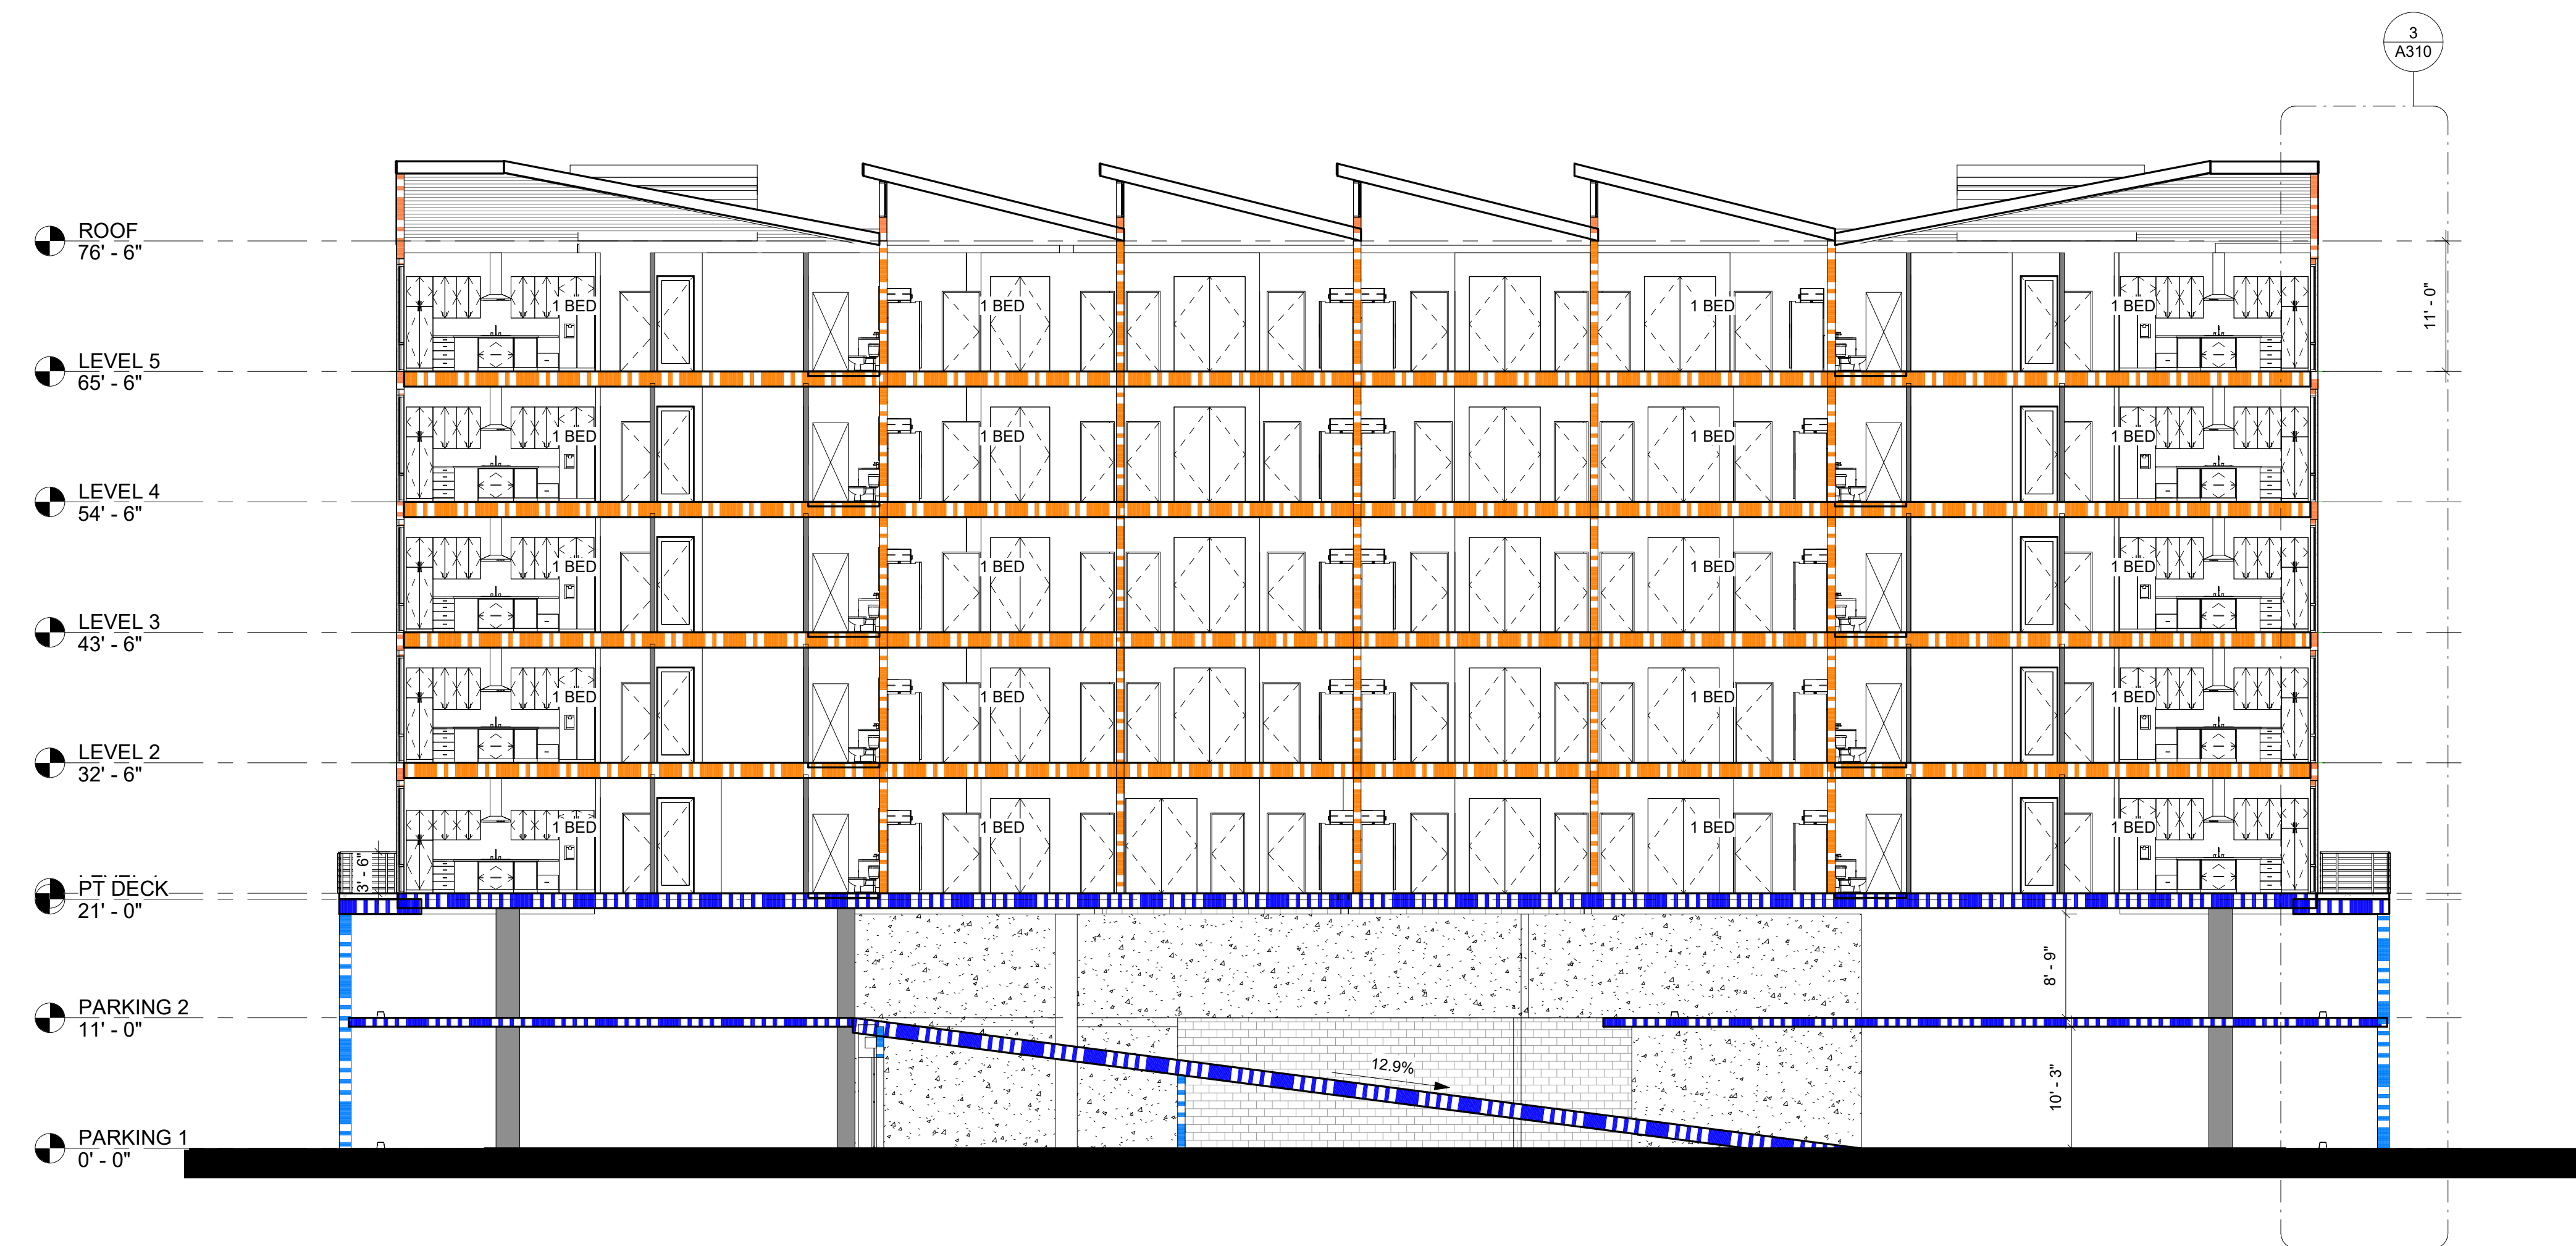 3
A310
ROOF
76' - 6"
1 BED
1 BED
1 BED
1 BED
11' - 0"
LEVEL 5
65' - 6"
1 BED
1 BED
1 BED
1 BED
LEVEL 4
54' - 6"
1 BED
1 BED
1 BED
1 BED
LEVEL 3
43' - 6"
1 BED
1 BED
1 BED
1 BED
LEVEL 2
32' - 6"
1 BED
1 BED
1 BED
1 BED
3' - 6"
PT DECK
21' - 0"
8' - 9"
PARKING 2
11' - 0"
12.9%
10' - 3"
PARKING 1
0' - 0"